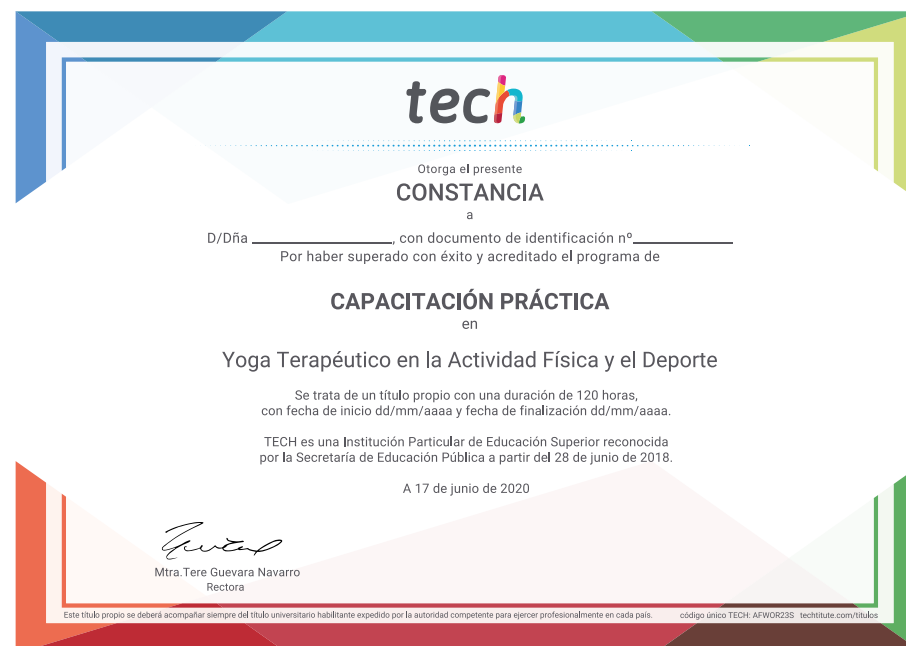 tech
Otorga el presente
CONSTANCIA
a
D/Dña ____________________, con documento de identificación nº______________
Por haber superado con éxito y acreditado el programa de
CAPACITACIÓN PRÁCTICA
en
Yoga Terapéutico en la Actividad Física y el Deporte
Se trata de un título propio con una duración de 120 horas,
con fecha de inicio dd/mm/aaaa y fecha de finalización dd/mm/aaaa.
TECH es una Institución Particular de Educación Superior reconocida
por la Secretaría de Educación Pública a partir del 28 de junio de 2018.
A 17 de junio de 2020
Mtra.Tere Guevara Navarro
Rectora
Este título propio se deberá acompañar siempre del título universitario habilitante expedido por la autoridad competente para ejercer profesionalmente en cada país. código único TECH: AFWOR23S techtitute.com/titulos